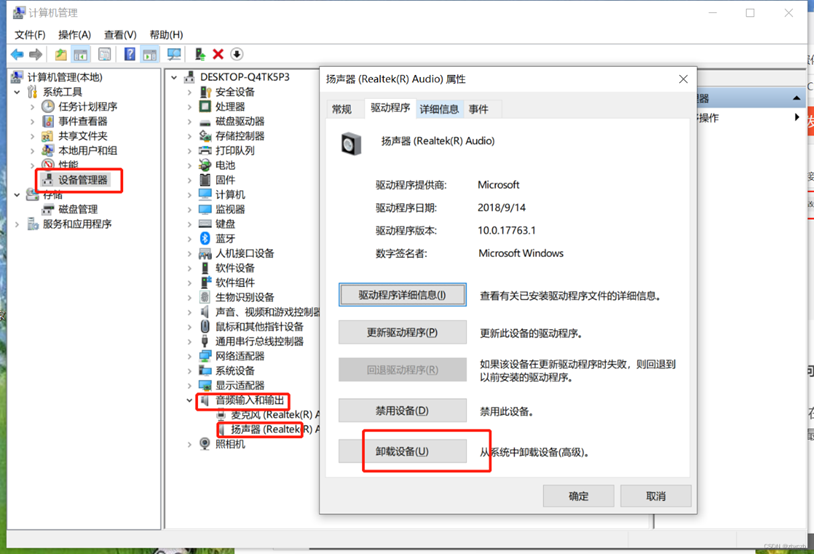 计算机管理
文件(F) 操作(A) 查看(V) 帮助(H)
计算机管理(本地)
系统工具
任务计划程序
事件查看器
共享文件夹
本地用户和组
性能
设备管理器
存储
磁盘管理
服务和应用程序
DESKTOP-Q4TK5P3
安全设备
处理器
磁盘驱动器
存储控制器
打印队列
电池
固件
计算机
监视器
键盘
蓝牙
人机接口设备
软件设备
软件组件
生物识别设备
声音、视频和游戏控制器
鼠标和其他指针设备
通用串行总线控制器
网络适配器
系统设备
显示适配器
音频输入和输出
麦克风 (Realtek(R) A
扬声器 (Realtek(R) A
照相机
扬声器 (Realtek(R) Audio) 属性
常规 驱动程序 详细信息 事件
扬声器 (Realtek(R) Audio)
驱动程序提供商: Microsoft
驱动程序日期: 2018/9/14
驱动程序版本: 10.0.17763.1
数字签名者: Microsoft Windows
驱动程序详细信息(I) 查看有关已安装驱动程序文件的详细信息。
更新驱动程序(P) 更新此设备的驱动程序。
回退驱动程序(R) 如果该设备在更新驱动程序时失败，则回退到
以前安装的驱动程序。
禁用设备(D) 禁用此设备。
卸载设备(U) 从系统中卸载设备(高级)。
确定 取消
器
操作